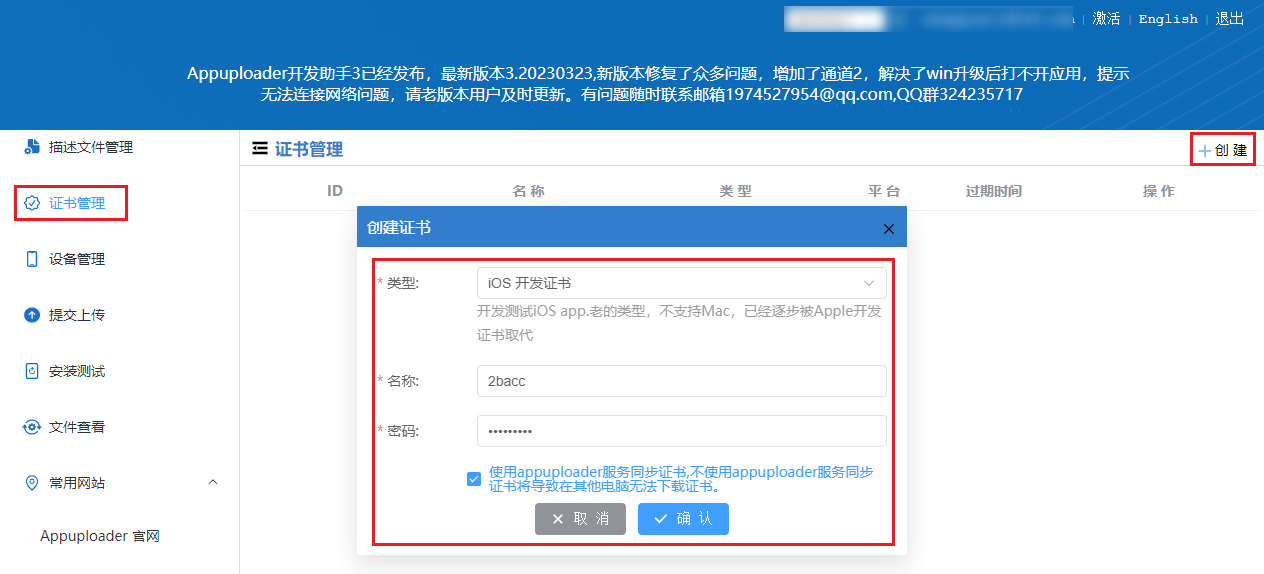 激活 | English | 退出
Appuploader开发助手3已经发布，最新版本3.20230323,新版本修复了众多问题，增加了通道2，解决了win升级后打不开应用，提示
无法连接网络问题，请老版本用户及时更新。有问题随时联系邮箱1974527954@qq.com,QQ群324235717
描述文件管理
证书管理
设备管理
提交上传
安装测试
文件查看
常用网站
Appuploader 官网
证书管理
创建
ID 名称 类型 平台 过期时间 操作
创建证书
* 类型:
iOS 开发证书
开发测试iOS app.老的类型，不支持Mac，已经逐步被Apple开发
证书取代
* 名称:
2bacc
* 密码:
•••••••••
使用appuploader服务同步证书,不使用appuploader服务同步
证书将导致在其他电脑无法下载证书。
取消
确认